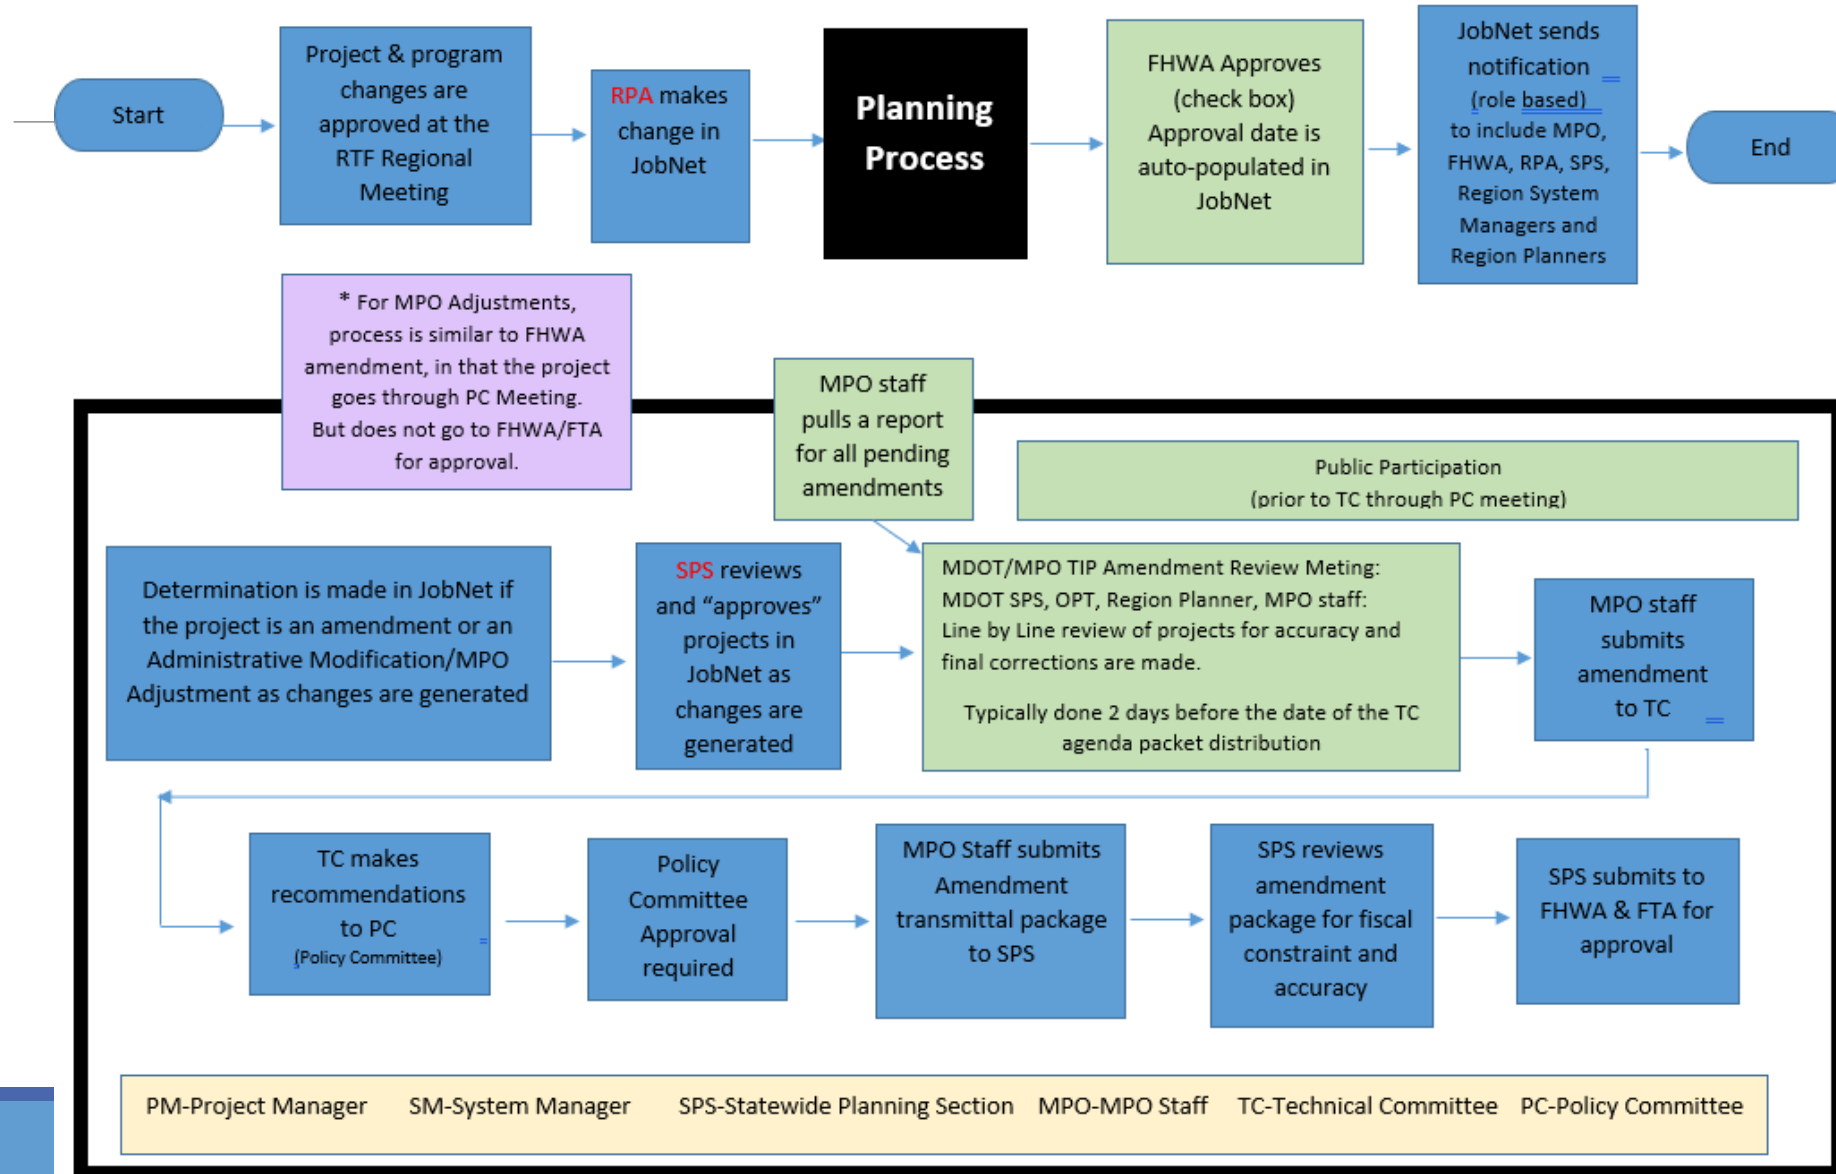 Start
Project & program
changes are
approved at the
RTF Regional
Meeting
RPA makes
change in
JobNet
Planning
Process
FHWA Approves
(check box)
Approval date is
auto-populated in
JobNet
JobNet sends
notification
(role based)
to include MPO,
FHWA, RPA, SPS,
Region System
Managers and
Region Planners
End
* For MPO Adjustments,
process is similar to FHWA
amendment, in that the project
goes through PC Meeting.
But does not go to FHWA/FTA
for approval.
MPO staff
pulls a report
for all pending
amendments
Public Participation
(prior to TC through PC meeting)
Determination is made in JobNet if
the project is an amendment or an
Administrative Modification/MPO
Adjustment as changes are generated
SPS reviews
and “approves”
projects in
JobNet as
changes are
generated
MDOT/MPO TIP Amendment Review Meting:
MDOT SPS, OPT, Region Planner, MPO staff:
Line by Line review of projects for accuracy and
final corrections are made.
Typically done 2 days before the date of the TC
agenda packet distribution
MPO staff
submits
amendment
to TC
TC makes
recommendations
to PC
(Policy Committee)
Policy
Committee
Approval
required
MPO Staff submits
Amendment
transmittal package
to SPS
SPS reviews
amendment
package for fiscal
constraint and
accuracy
SPS submits to
FHWA & FTA for
approval
PM-Project Manager SM-System Manager SPS-Statewide Planning Section MPO-MPO Staff TC-Technical Committee PC-Policy Committee